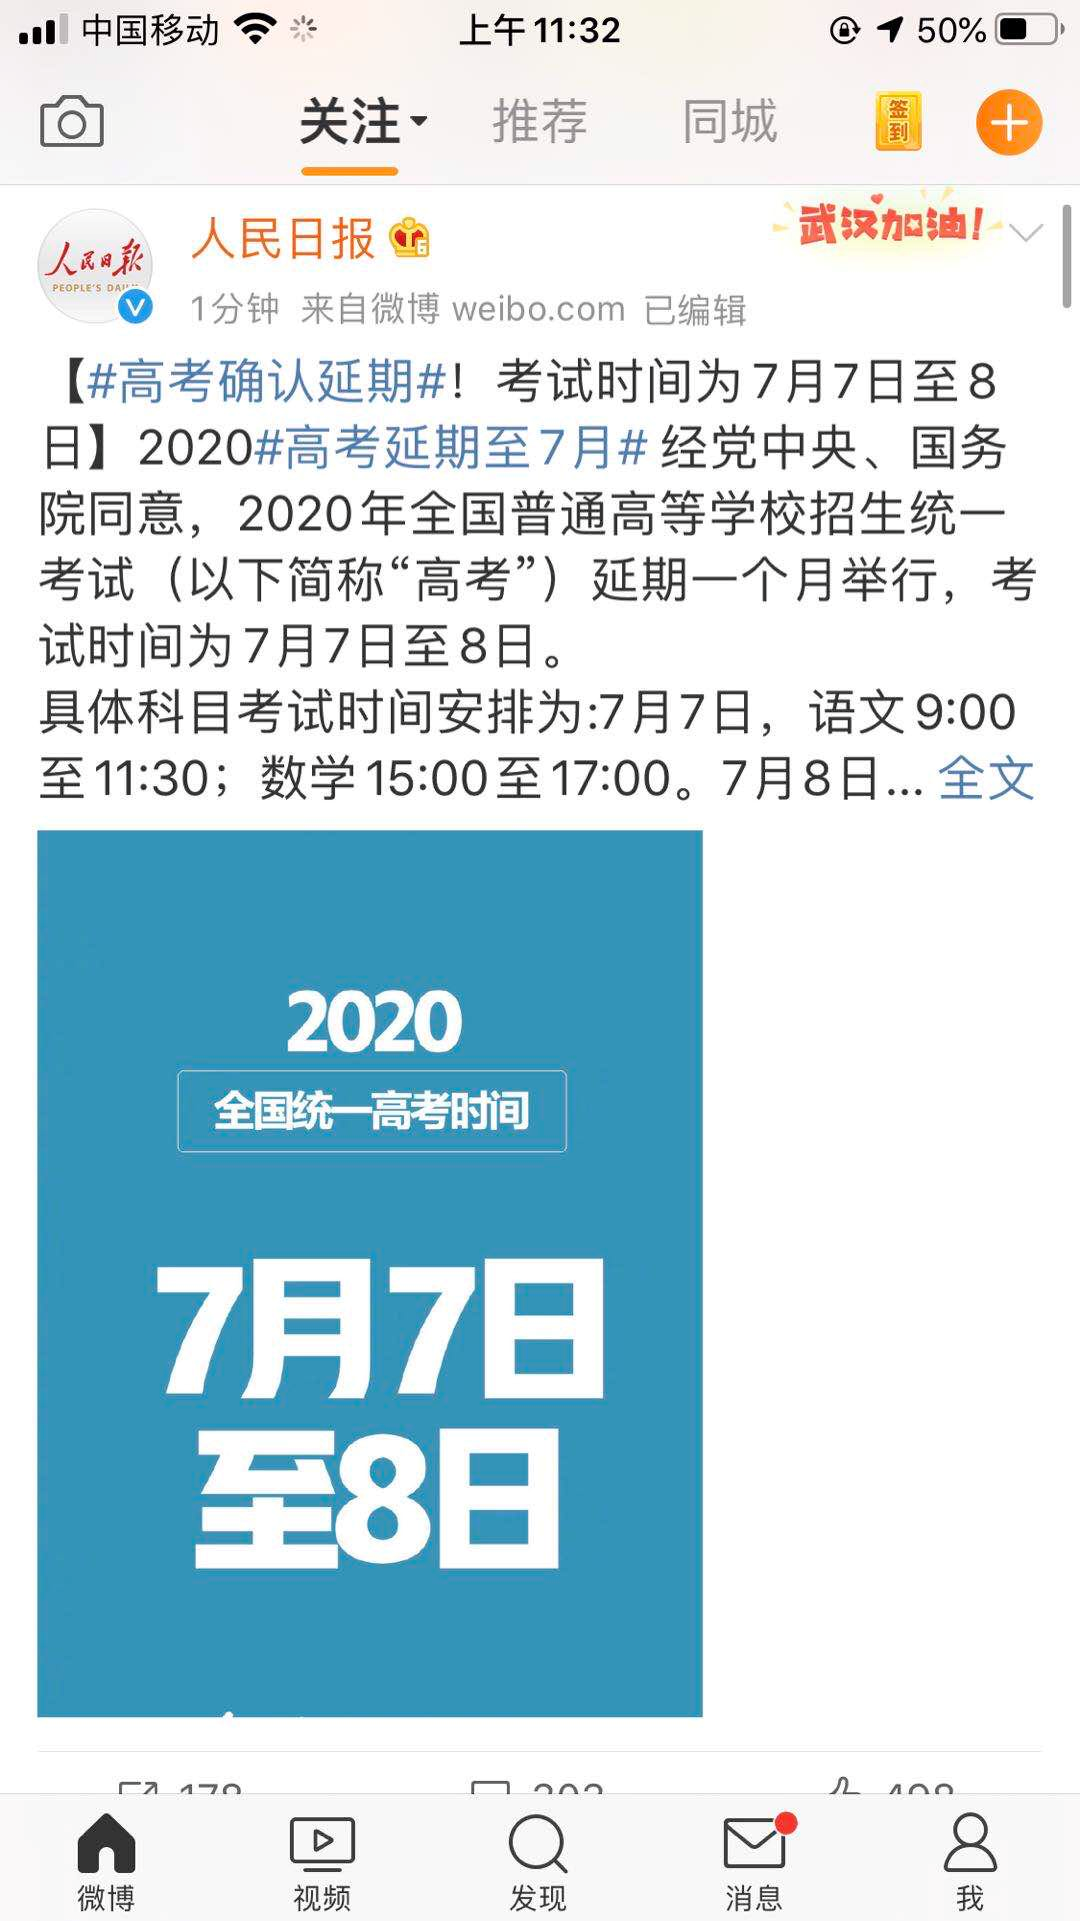 中国移动 上午11:32 50%
关注 推荐 同城 签到
人民日报 PEOPLE'S DAILY
人民日报 6 武汉加油!
1分钟 来自微博 weibo.com 已编辑
【#高考确认延期#！考试时间为7月7日至8
日】2020#高考延期至7月# 经党中央、国务
院同意，2020年全国普通高等学校招生统一
考试（以下简称“高考”）延期一个月举行，考
试时间为7月7日至8日。
具体科目考试时间安排为:7月7日，语文9:00
至11:30；数学15:00至17:00。7月8日... 全文
2020
全国统一高考时间
7月7日
至8日
微博 视频 发现 消息 我